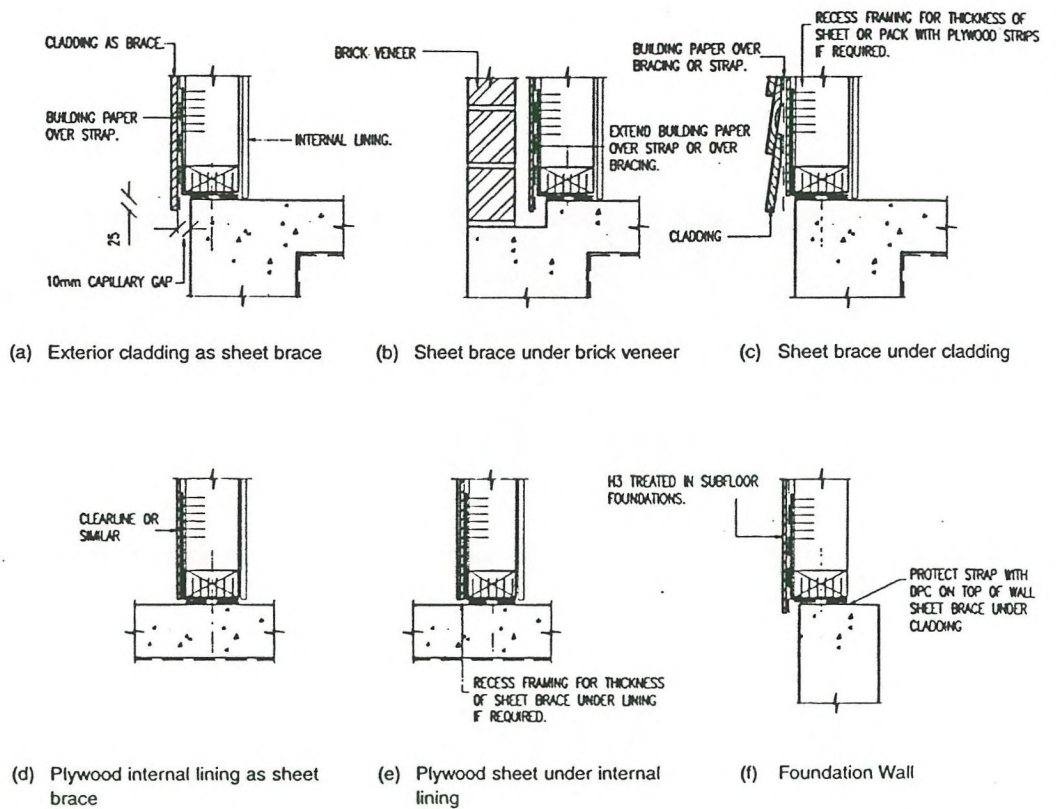 CLADDING AS BRACE.
BUILDING PAPER
OVER STRAP.
INTERNAL LINING.
25
10mm CAPILLARY GAP
(a) Exterior cladding as sheet brace
BRICK VENEER
EXTEND BUILDING PAPER
OVER STRAP OR OVER
BRACING.
(b) Sheet brace under brick veneer
RECESS FRAMING FOR THICKNESS OF
SHEET OR PACK WITH PLYWOOD STRIPS
IF REQUIRED.
BUILDING PAPER OVER
BRACING OR STRAP.
CLADDING
(c) Sheet brace under cladding
CLEARLINE OR
SIMILAR
(d) Plywood internal lining as sheet
brace
RECESS FRAMING FOR THICKNESS
OF SHEET BRACE UNDER LINING
IF REQUIRED.
(e) Plywood sheet under internal
lining
H3 TREATED IN SUBFLOOR
FOUNDATIONS.
PROTECT STRAP WITH
DPC ON TOP OF WALL
SHEET BRACE UNDER
CLADDING
(f) Foundation Wall